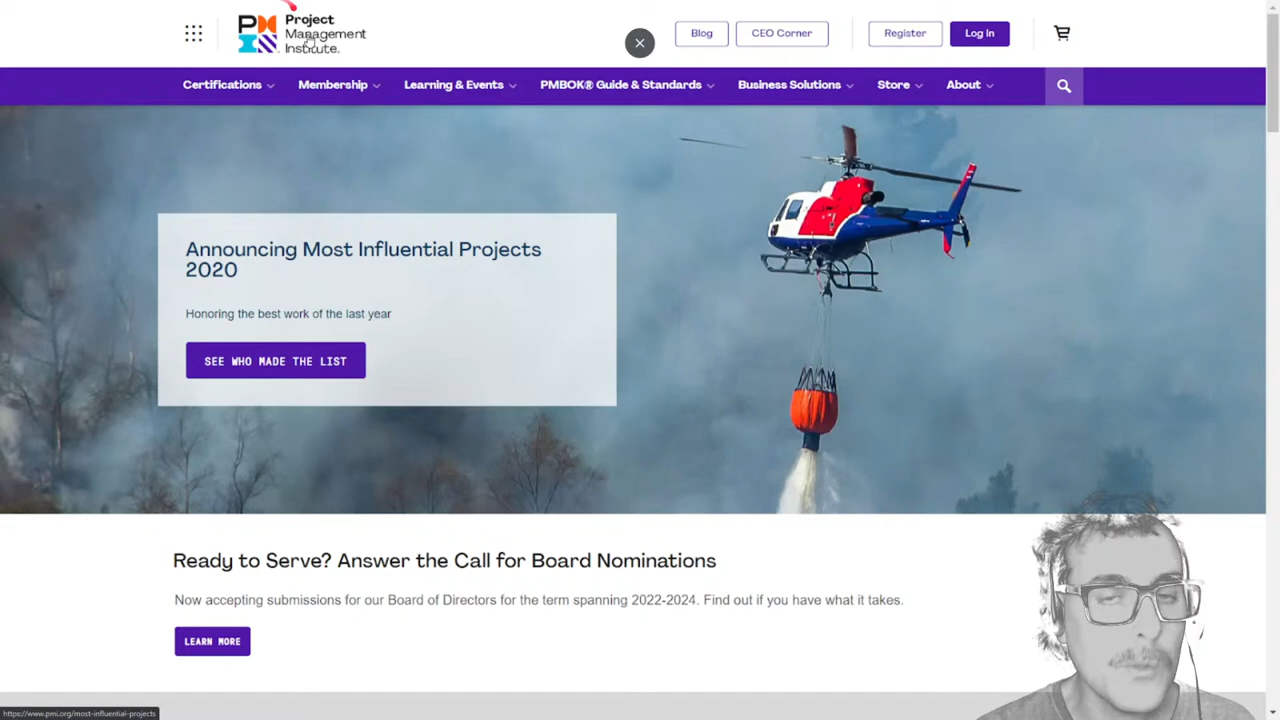 Project
Management
Institute.
Blog
CEO Corner
Register
Log In
Certifications
Membership
Learning & Events
PMBOK® Guide & Standards
Business Solutions
Store
About
Announcing Most Influential Projects
2020
Honoring the best work of the last year
SEE WHO MADE THE LIST
Ready to Serve? Answer the Call for Board Nominations
Now accepting submissions for our Board of Directors for the term spanning 2022-2024. Find out if you have what it takes.
LEARN MORE
https://www.pmi.org/most-influential-projects